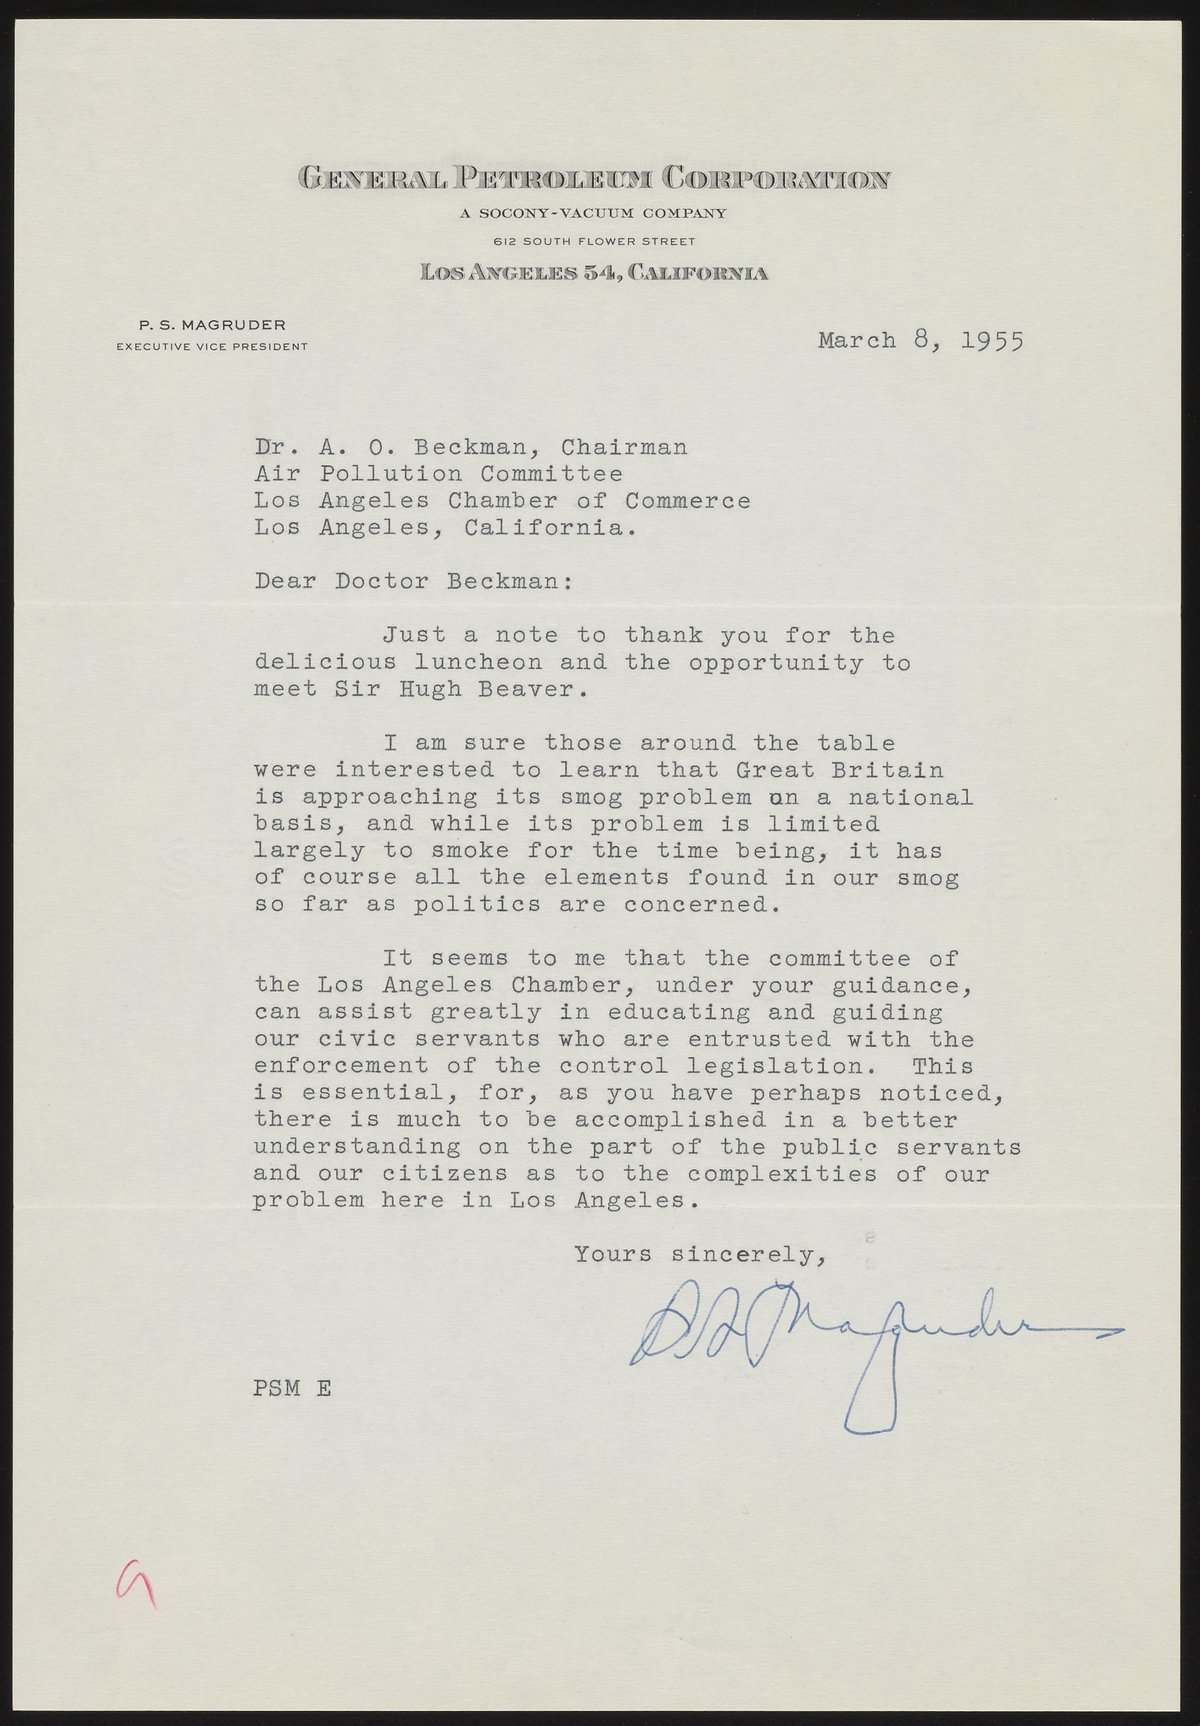 GENERAL PETROLEUM CORPORATION
A SOCONY-VACUUM COMPANY
612 SOUTH FLOWER STREET
LOS ANGELES 54, CALIFORNIA
P. S. MAGRUDER
EXECUTIVE VICE PRESIDENT
March 8, 1955
Dr. A. O. Beckman, Chairman
Air Pollution Committee
Los Angeles Chamber of Commerce
Los Angeles, California.
Dear Doctor Beckman:
Just a note to thank you for the
delicious luncheon and the opportunity to
meet Sir Hugh Beaver.
I am sure those around the table
were interested to learn that Great Britain
is approaching its smog problem on a national
basis, and while its problem is limited
largely to smoke for the time being, it has
of course all the elements found in our smog
so far as politics are concerned.
It seems to me that the committee of
the Los Angeles Chamber, under your guidance,
can assist greatly in educating and guiding
our civic servants who are entrusted with the
enforcement of the control legislation. This
is essential, for, as you have perhaps noticed,
there is much to be accomplished in a better
understanding on the part of the public servants
and our citizens as to the complexities of our
problem here in Los Angeles.
Yours sincerely,
P S Magruder
PSM E